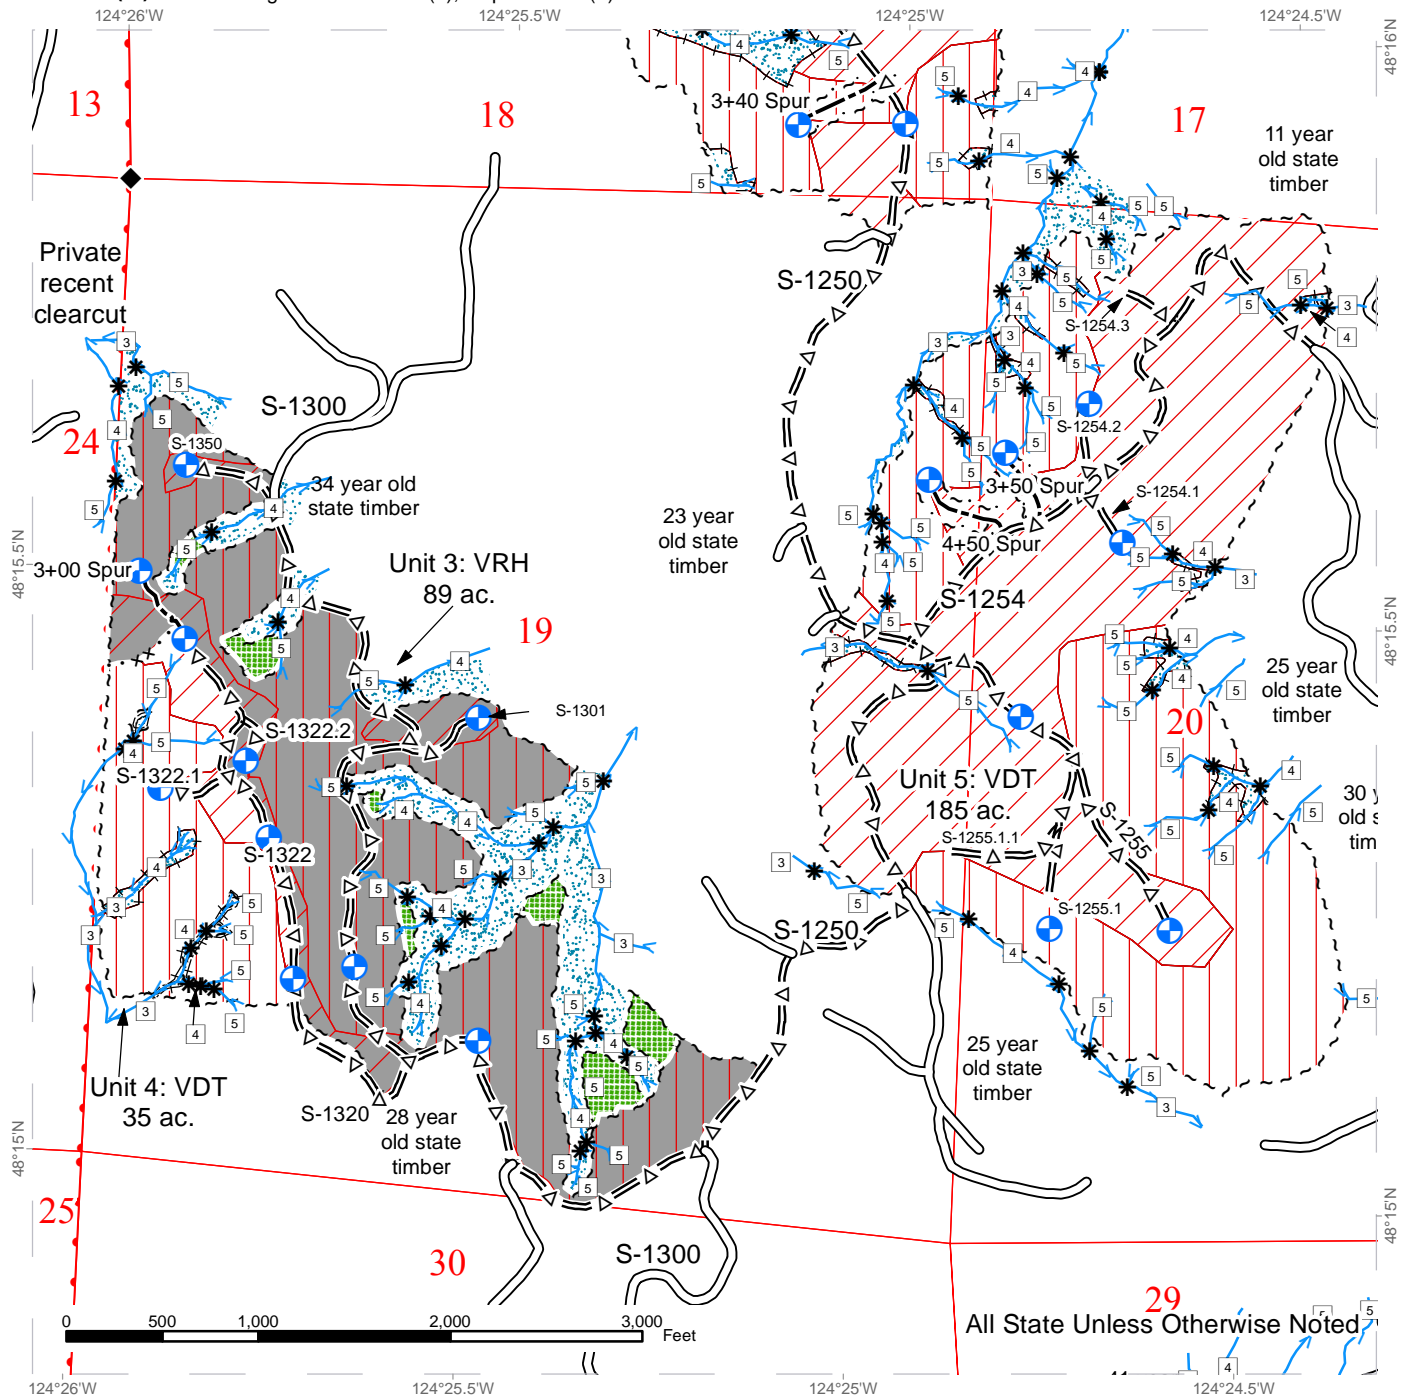 124°26'W
124°25.5'W
124°25'W
124°24.5'W
48°16'N
13
18
3+40 Spur
17
11 year
old state
timber
Private
recent
clearcut
S-1250
S-1254.3
S-1300
24
S-1350
S-1254.2
34 year old
state timber
3+50 Spur
S-1254.1
23 year
old state
timber
4+50 Spur
48°15.5'N
3+00 Spur
Unit 3: VRH
89 ac.
S-1254
19
48°15.5'N
25 year
old state
timber
S-1301
S-1322.2
20
S-1322.1
Unit 5: VDT
185 ac.
S-1255
30 y
old s
tim
S-1255.1.1
S-1322
S-1255.1
S-1250
25 year
old state
timber
Unit 4: VDT
35 ac.
S-1320
28 year
old state
timber
48°15'N
25
48°15'N
30
S-1300
29
All State Unless Otherwise Noted
0 500 1,000 2,000 3,000
Feet
124°26'W
124°25.5'W
124°25'W
124°24.5'W